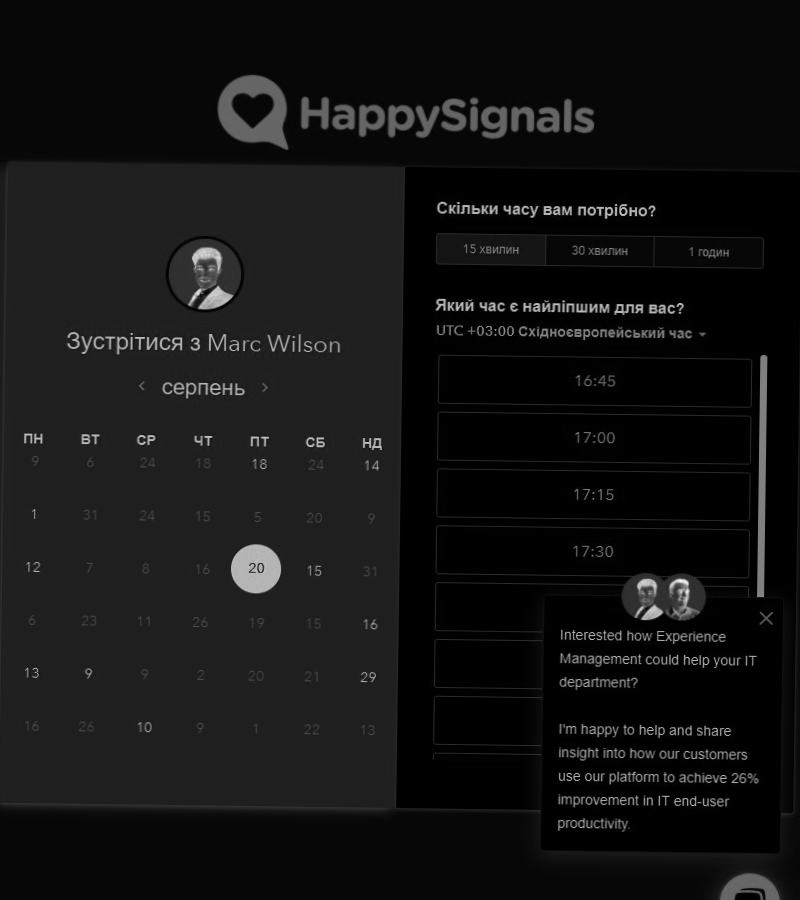 HappySignals
Зустрітися з Marc Wilson
серпень
ПН ВТ СР ЧТ ПТ СБ НД
9 6 24 18 18 24 14
1 31 24 15 5 20 9
12 7 8 16 20 15 31
6 23 11 26 19 15 16
13 9 9 2 20 21 29
16 26 10 9 1 22 13
Скільки часу вам потрібно?
15 хвилин 30 хвилин 1 годин
Який час є найліпшим для вас?
UTC +03:00 Східноєвропейський час
16:45
17:00
17:15
17:30
Interested how Experience
Management could help your IT
department?
I'm happy to help and share
insight into how our customers
use our platform to achieve 26%
improvement in IT end-user
productivity.